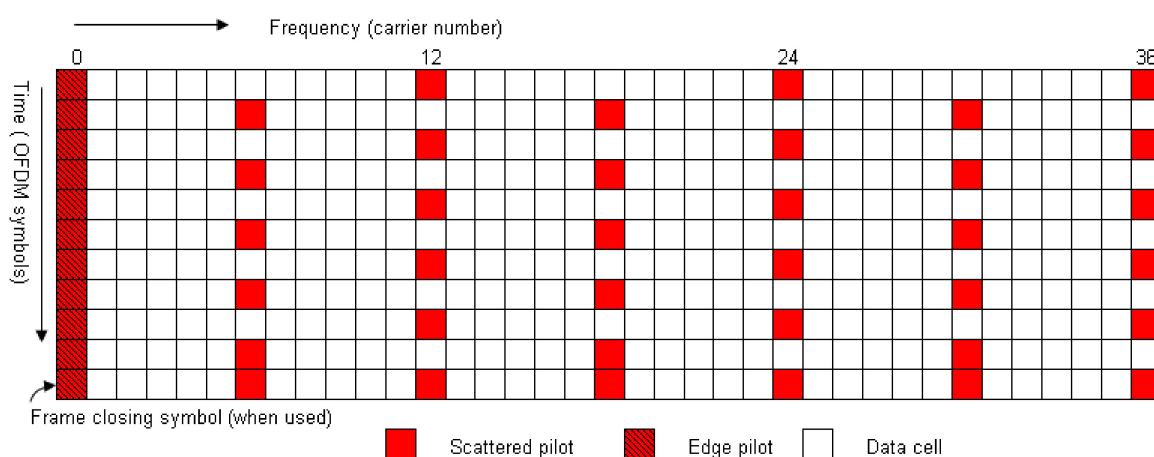 Frequency (carrier number)
0 12 24 36
Time ( OFDM symbols)
Frame closing symbol (when used)
Scattered pilot Edge pilot Data cell